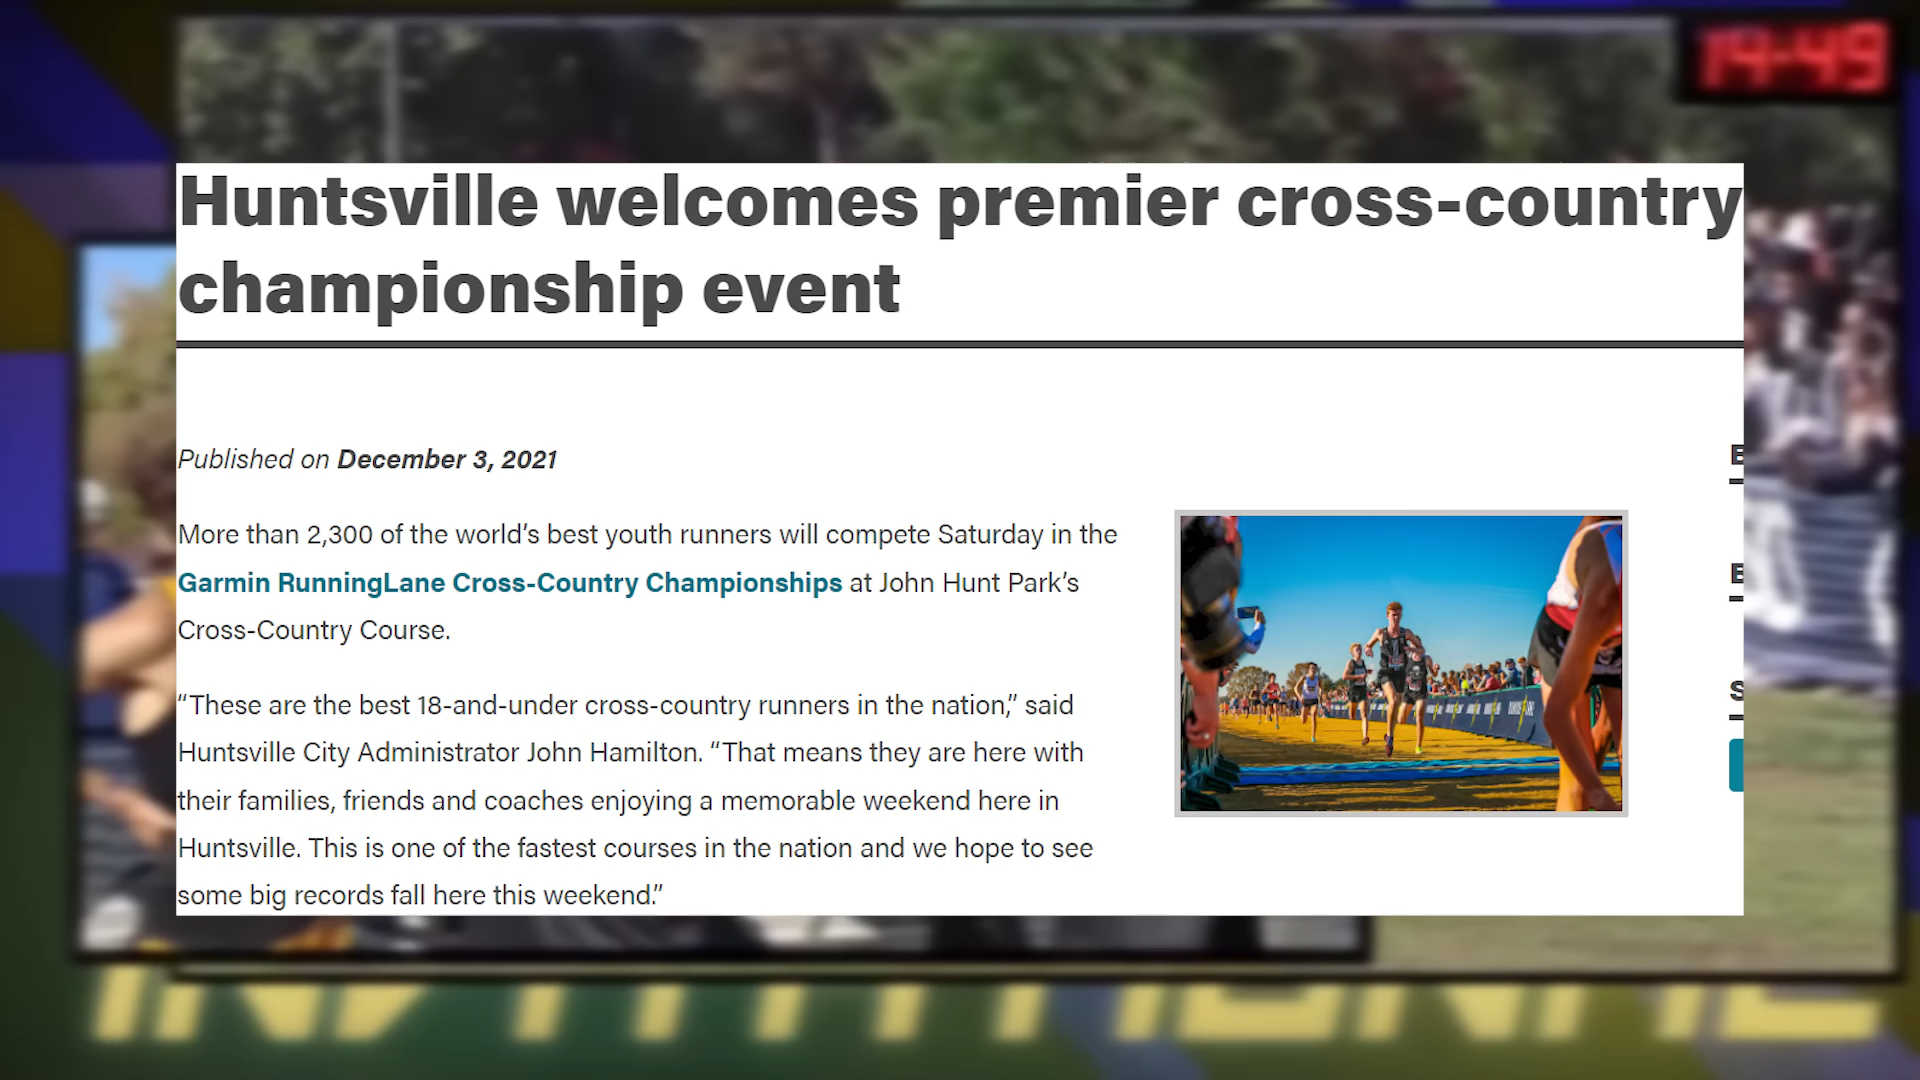 14:49
Huntsville welcomes premier cross-country
championship event
Published on December 3, 2021
More than 2,300 of the world’s best youth runners will compete Saturday in the
Garmin RunningLane Cross-Country Championships at John Hunt Park’s
Cross-Country Course.
“These are the best 18-and-under cross-country runners in the nation,” said
Huntsville City Administrator John Hamilton. “That means they are here with
their families, friends and coaches enjoying a memorable weekend here in
Huntsville. This is one of the fastest courses in the nation and we hope to see
some big records fall here this weekend.”
INVITATIONAL